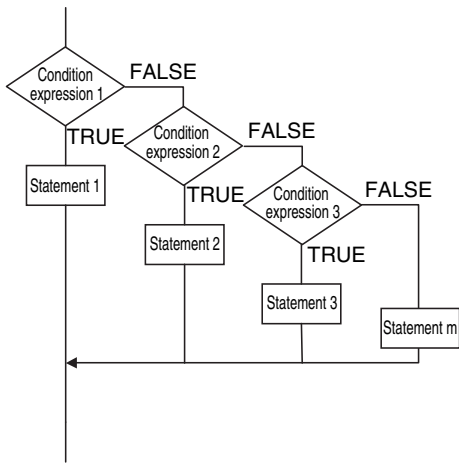 Condition
expression 1
FALSE
TRUE
Statement 1
Condition
expression 2
FALSE
TRUE
Statement 2
Condition
expression 3
FALSE
TRUE
Statement 3
Statement m